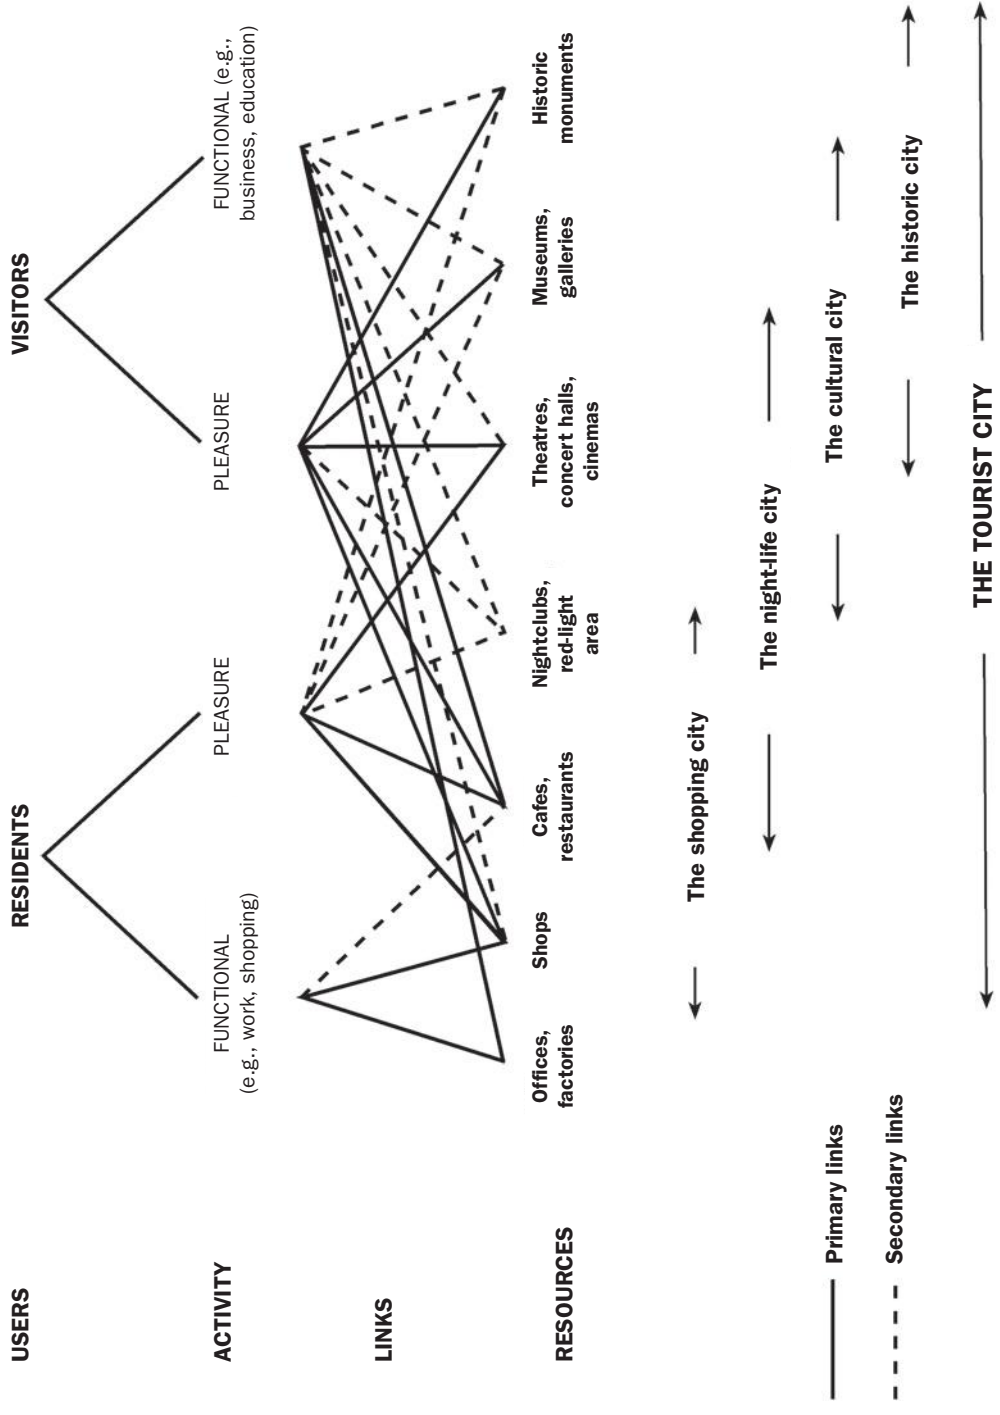 USERS
RESIDENTS
VISITORS
ACTIVITY
FUNCTIONAL
(e.g., work, shopping)
PLEASURE
PLEASURE
FUNCTIONAL (e.g.,
business, education)
LINKS
RESOURCES
Offices,
factories
Shops
Cafes,
restaurants
Nightclubs,
red-light
area
Theatres,
concert halls,
cinemas
Museums,
galleries
Historic
monuments
The shopping city
The night-life city
Primary links
The cultural city
Secondary links
The historic city
THE TOURIST CITY